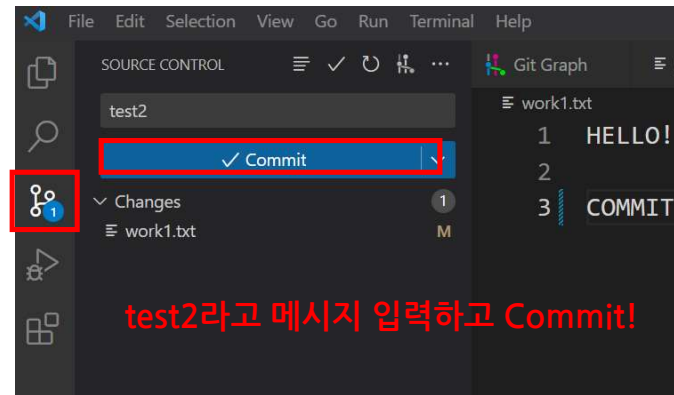 File Edit Selection View Go Run Terminal Help
SOURCE CONTROL
Git Graph
test2
work1.txt
Commit
1 HELLO!
2
3 COMMIT
1
Changes 1
work1.txt M
test2라고 메시지 입력하고 Commit!